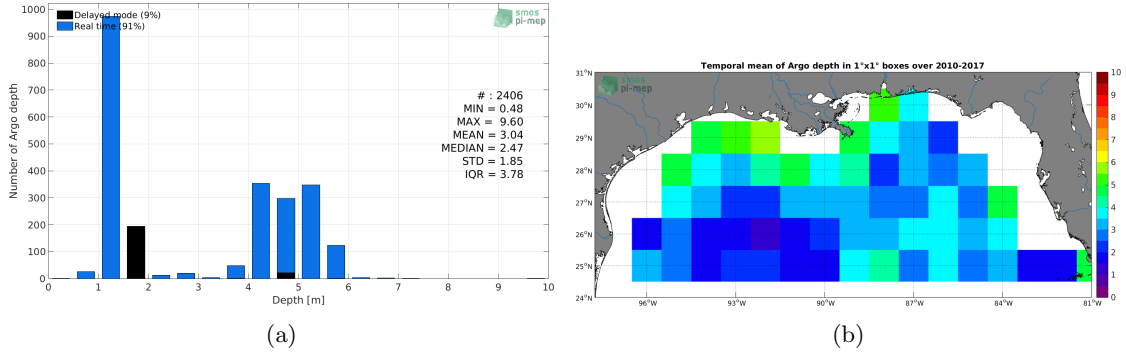 Delayed mode (9%)
Real time (91%)
smos
pi-mep
# : 2406
MIN = 0.48
MAX = 9.60
MEAN = 3.04
MEDIAN = 2.47
STD = 1.85
IQR = 3.78
Number of Argo depth
1000
900
800
700
600
500
400
300
200
100
0
0 1 2 3 4 5 6 7 8 9 10
Depth [m]
(a)
Temporal mean of Argo depth in 1°x1° boxes over 2010-2017
smos
pi-mep
31°N
30°N
29°N
28°N
27°N
26°N
25°N
24°N
96°W 93°W 90°W 87°W 84°W 81°W
10
9
8
7
6
5
4
3
2
1
0
(b)